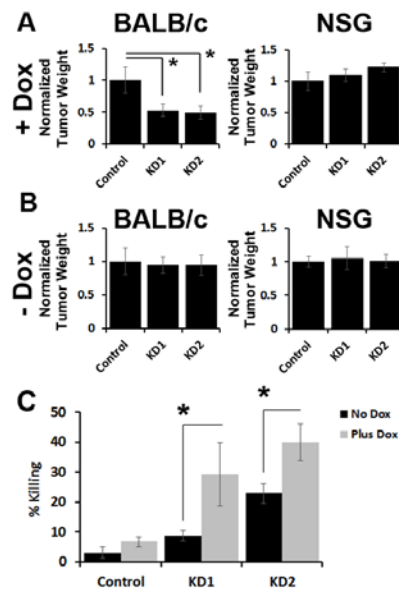 A
BALB/c
NSG
+ Dox
Normalized
Tumor Weight
1.5
1
0.5
0
*
*
Control
KD1
KD2
Normalized
Tumor Weight
1.5
1
0.5
0
Control
KD1
KD2
B
BALB/c
NSG
- Dox
Normalized
Tumor Weight
1.5
1
0.5
0
Control
KD1
KD2
Normalized
Tumor Weight
1.5
1
0.5
0
Control
KD1
KD2
C
% Killing
50
40
30
20
10
0
*
*
No Dox
Plus Dox
Control
KD1
KD2